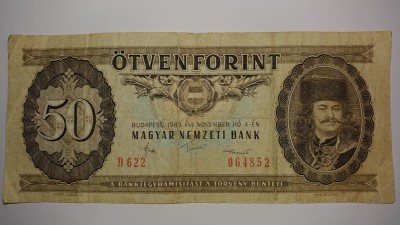 ÖTVEN FORINT
50
BUDAPEST, 1983. ÉVI NOVEMBER HÓ 4-ÉN
MAGYAR NEMZETI BANK
D 622 064852
A BANKJEGYHAMISÍTÁST A TÖRVÉNY BÜNTETI